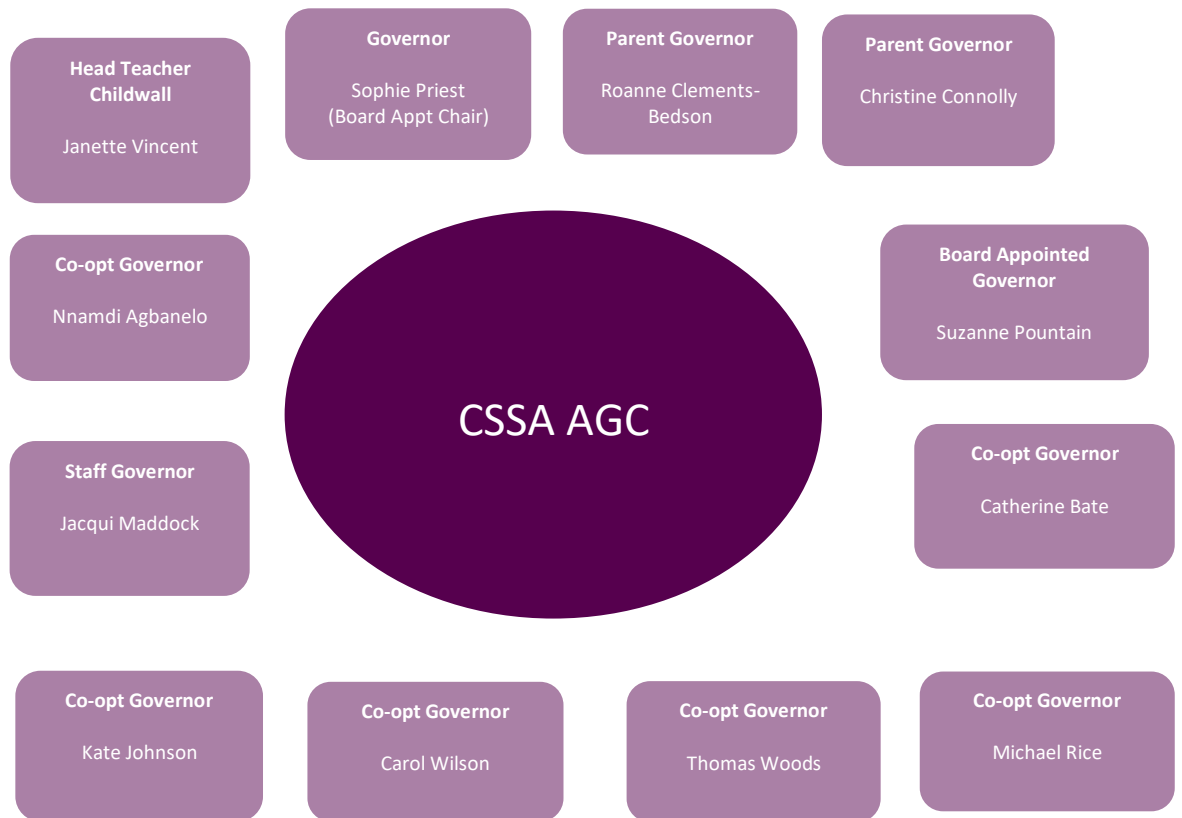 Head Teacher
Childwall
Janette Vincent
Governor
Sophie Priest
(Board Appt Chair)
Parent Governor
Roanne Clements-
Bedson
Parent Governor
Christine Connolly
Co-opt Governor
Nnamdi Agbanelo
Board Appointed
Governor
Suzanne Pountain
CSSA AGC
Staff Governor
Jacqui Maddock
Co-opt Governor
Catherine Bate
Co-opt Governor
Kate Johnson
Co-opt Governor
Carol Wilson
Co-opt Governor
Thomas Woods
Co-opt Governor
Michael Rice